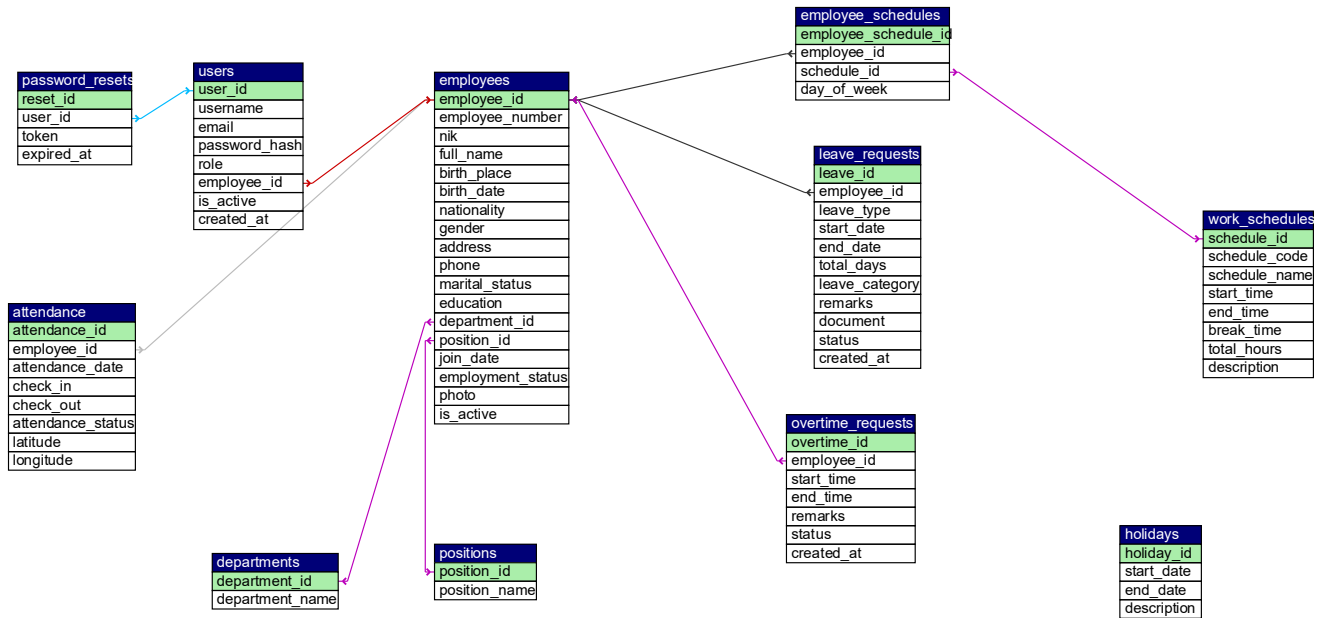 password_resets
reset_id
user_id
token
expired_at
users
user_id
username
email
password_hash
role
employee_id
is_active
created_at
attendance
attendance_id
employee_id
attendance_date
check_in
check_out
attendance_status
latitude
longitude
employees
employee_id
employee_number
nik
full_name
birth_place
birth_date
nationality
gender
address
phone
marital_status
education
department_id
position_id
join_date
employment_status
photo
is_active
departments
department_id
department_name
positions
position_id
position_name
employee_schedules
employee_schedule_id
employee_id
schedule_id
day_of_week
leave_requests
leave_id
employee_id
leave_type
start_date
end_date
total_days
leave_category
remarks
document
status
created_at
overtime_requests
overtime_id
employee_id
start_time
end_time
remarks
status
created_at
work_schedules
schedule_id
schedule_code
schedule_name
start_time
end_time
break_time
total_hours
description
holidays
holiday_id
start_date
end_date
description